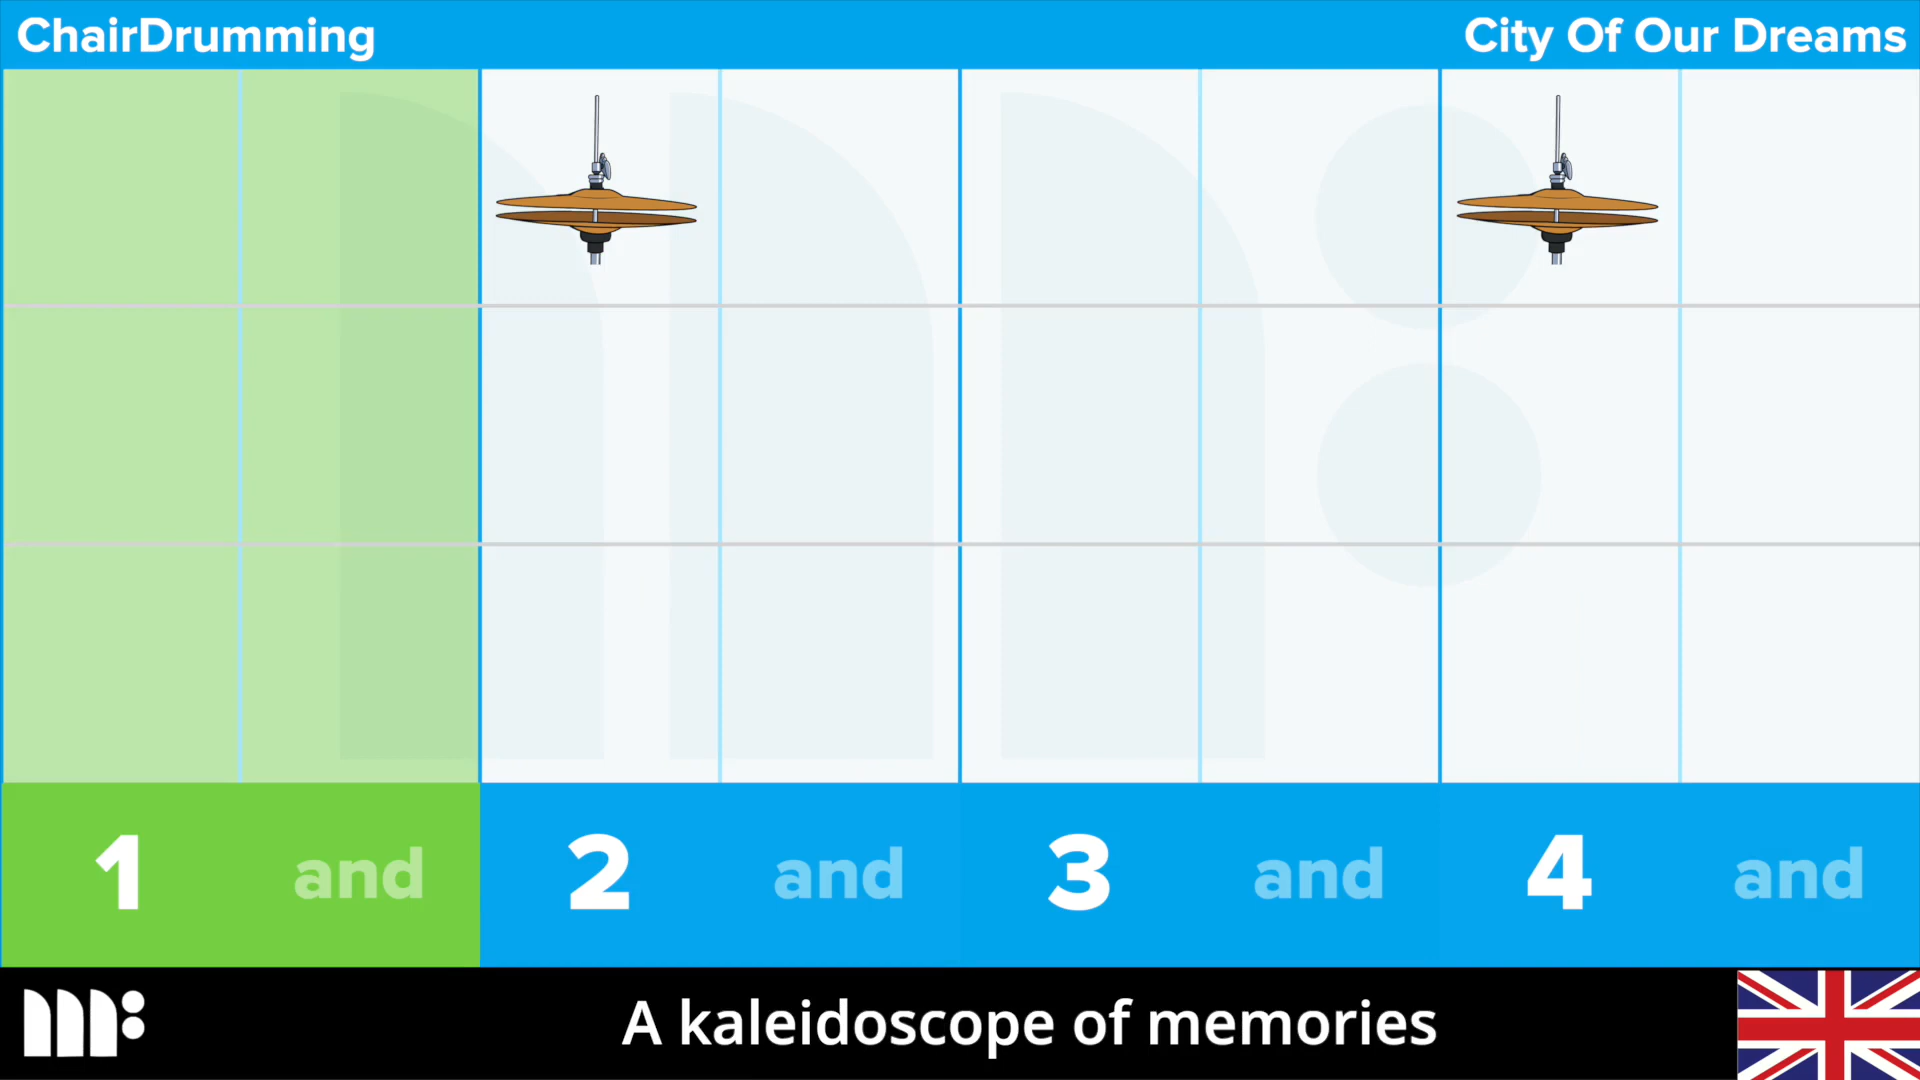 ChairDrumming
City Of Our Dreams
1 and 2 and 3 and 4 and
A kaleidoscope of memories